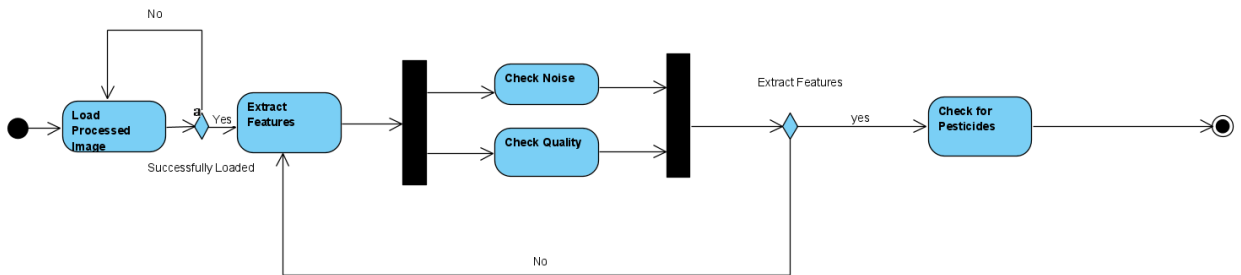 No
Load
Processed
Image
a
Yes
Successfully Loaded
Extract
Features
Check Noise
Check Quality
Extract Features
yes
No
Check for
Pesticides